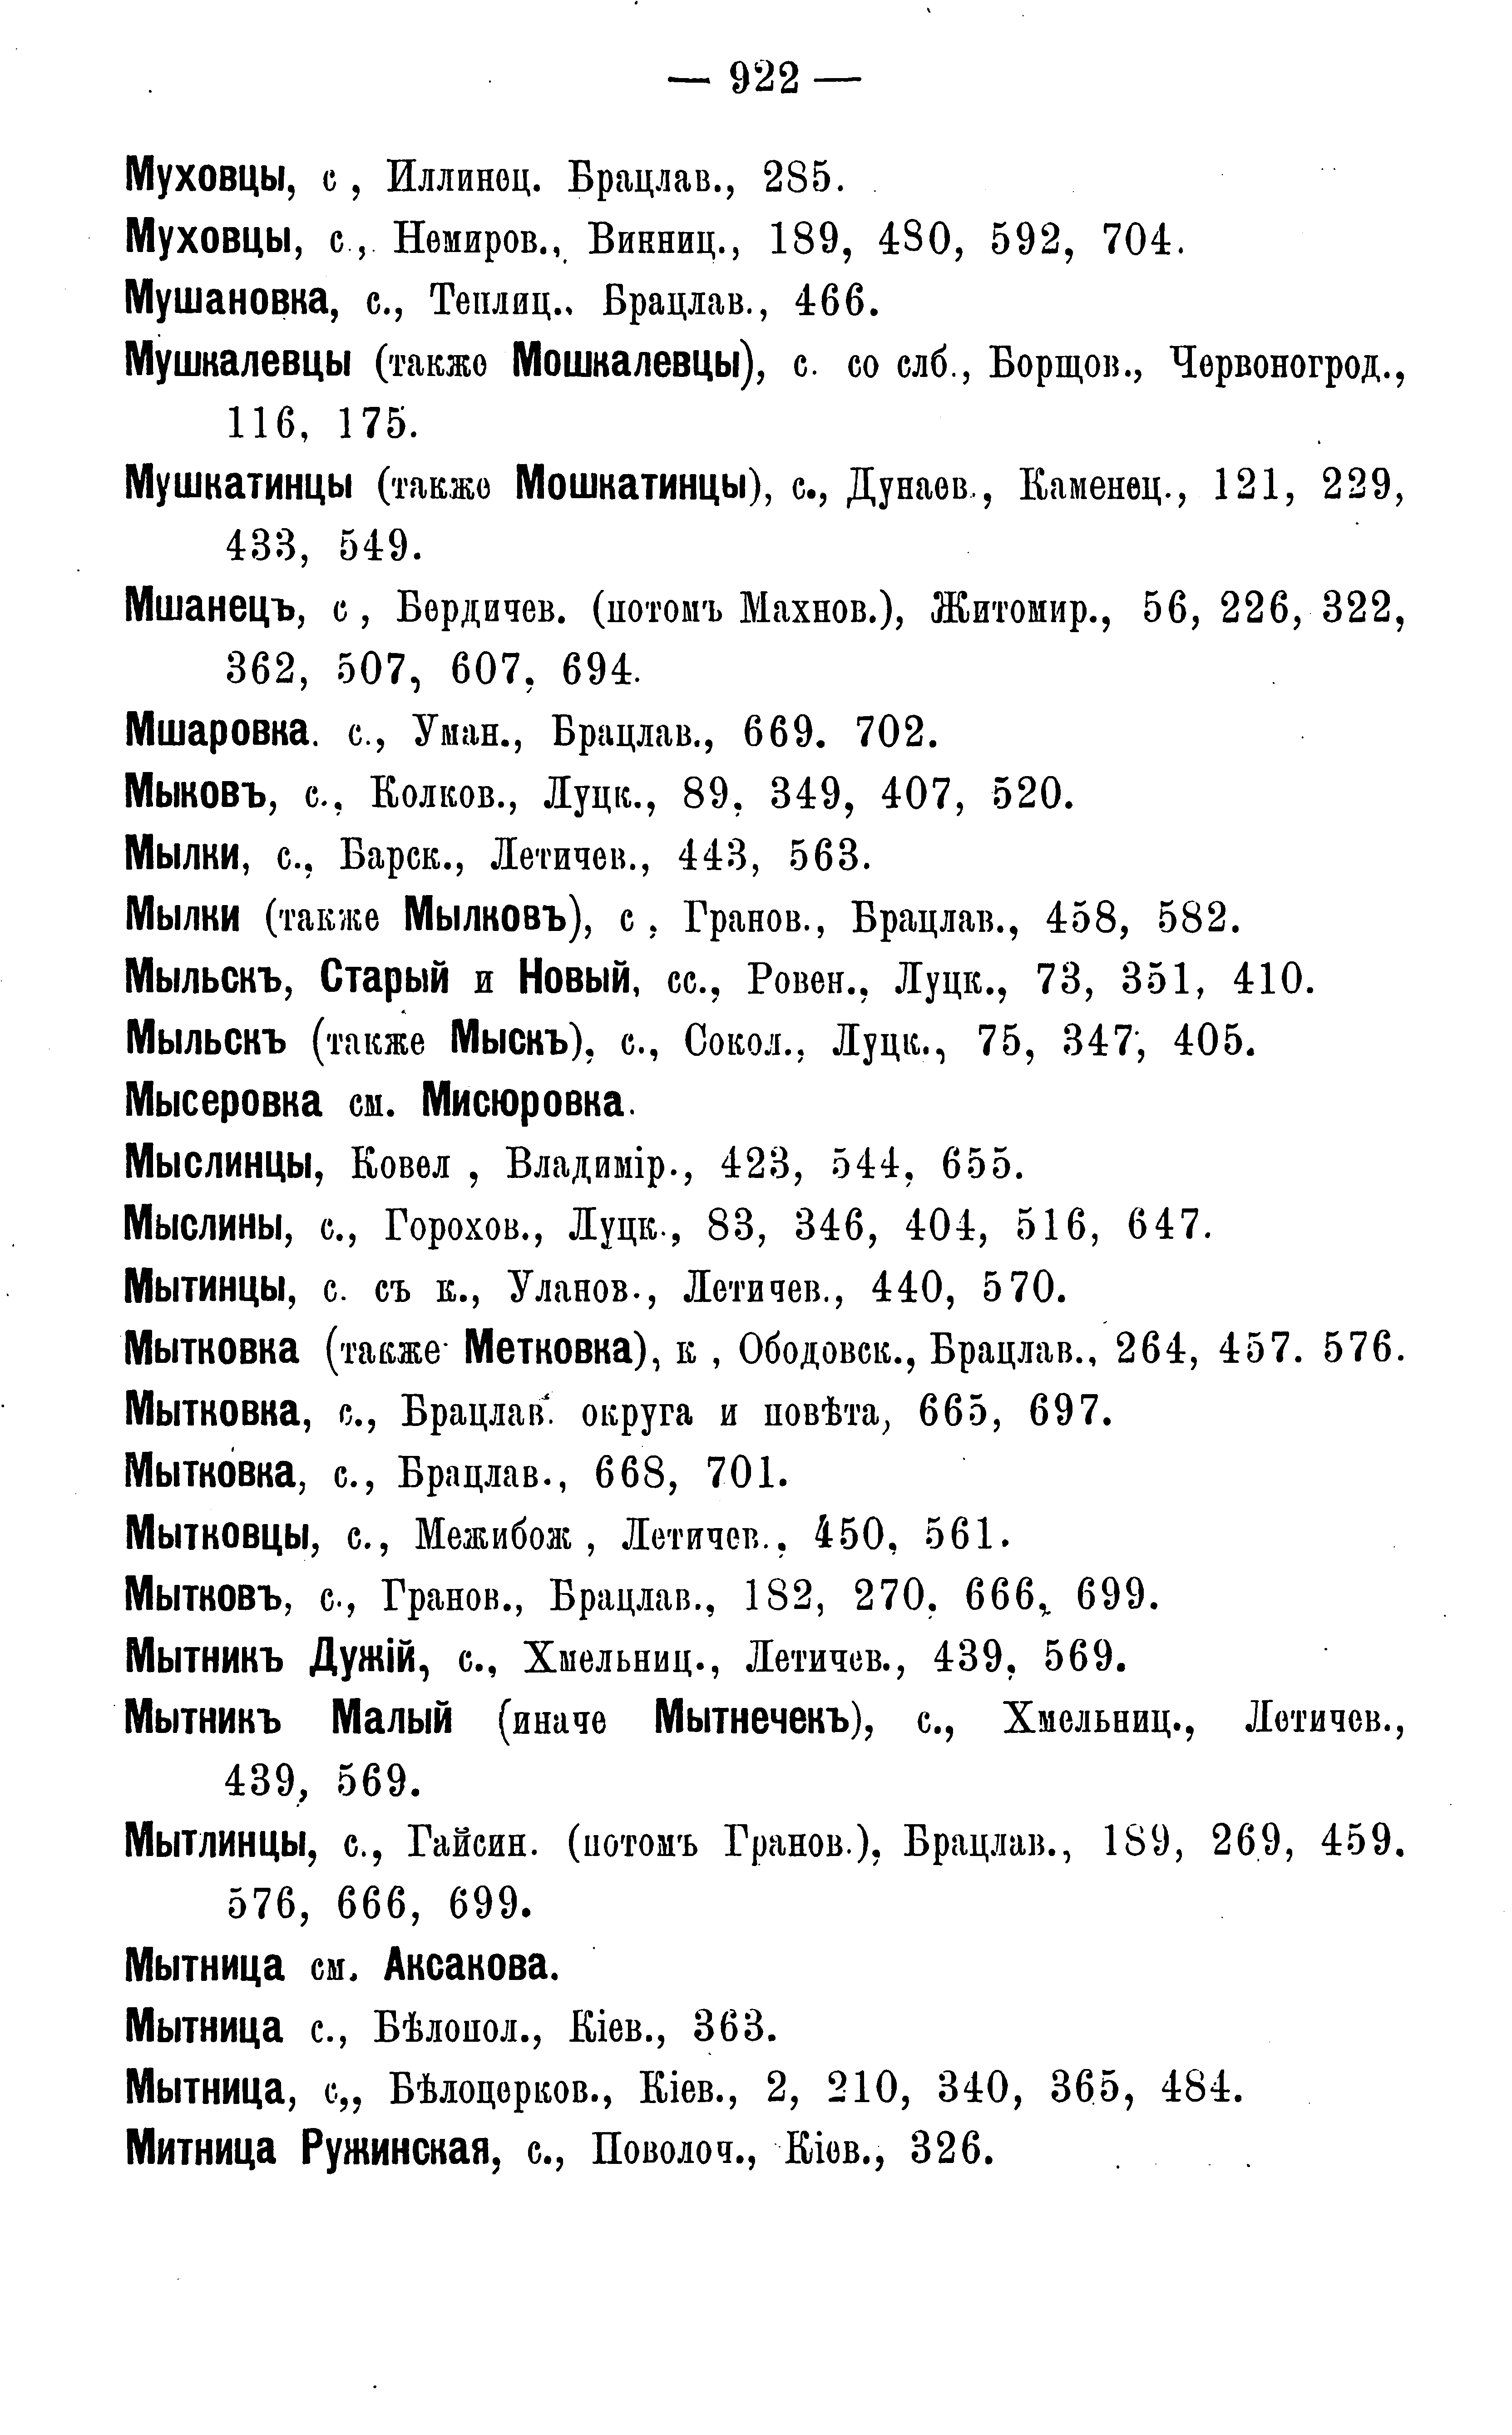 — 922 —
Муховцы, с , Иллинец. Брацлав., 285.
Муховцы, с., Немиров., Винниц., 189, 480, 592, 704.
Мушановка, с., Теплиц., Брацлав., 466.
Мушкалевцы (также Мошкалевцы), с. со слб., Борщов., Червоногрод.,
116, 175.
Мушкатинцы (также Мошкатинцы), с., Дунаев., Каменец., 121, 229,
433, 549.
Мшанецъ, с , Бердичев. (потомъ Махнов.), Житомир., 56, 226, 322,
362, 507, 607, 694.
Мшаровка. с., Уман., Брацлав., 669. 702.
Мыковъ, с., Колков., Луцк., 89, 349, 407, 520.
Мылки, с., Барск., Летичев., 443, 563.
Мылки (также Мылковъ), с , Гранов., Брацлав., 458, 582.
Мыльскъ, Старый и Новый, сс., Ровен., Луцк., 73, 351, 410.
Мыльскъ (также Мыскъ), с., Сокол., Луцк., 75, 347, 405.
Мысеровка см. Мисюровка.
Мыслинцы, Ковел , Владимір., 423, 544, 655.
Мыслины, с., Горохов., Луцк., 83, 346, 404, 516, 647.
Мытинцы, с. съ к., Уланов., Летичев., 440, 570.
Мытковка (также Метковка), к , Ободовск., Брацлав., 264, 457. 576.
Мытковка, с., Брацлав. округа и повѣта, 665, 697.
Мытковка, с., Брацлав., 668, 701.
Мытковцы, с., Межибож , Летичев., 450, 561.
Мытковъ, с., Гранов., Брацлав., 182, 270, 666, 699.
Мытникъ Дужій, с., Хмельниц., Летичев., 439, 569.
Мытникъ Малый (иначе Мытнечекъ), с., Хмельниц., Летичев.,
439, 569.
Мытлинцы, с., Гайсин. (потомъ Гранов.), Брацлав., 189, 269, 459.
576, 666, 699.
Мытница см. Аксакова.
Мытница с., Бѣлопол., Кіев., 363.
Мытница, с,, Бѣлоцерков., Кіев., 2, 210, 340, 365, 484.
Митница Ружинская, с., Поволоч., Кіев., 326.